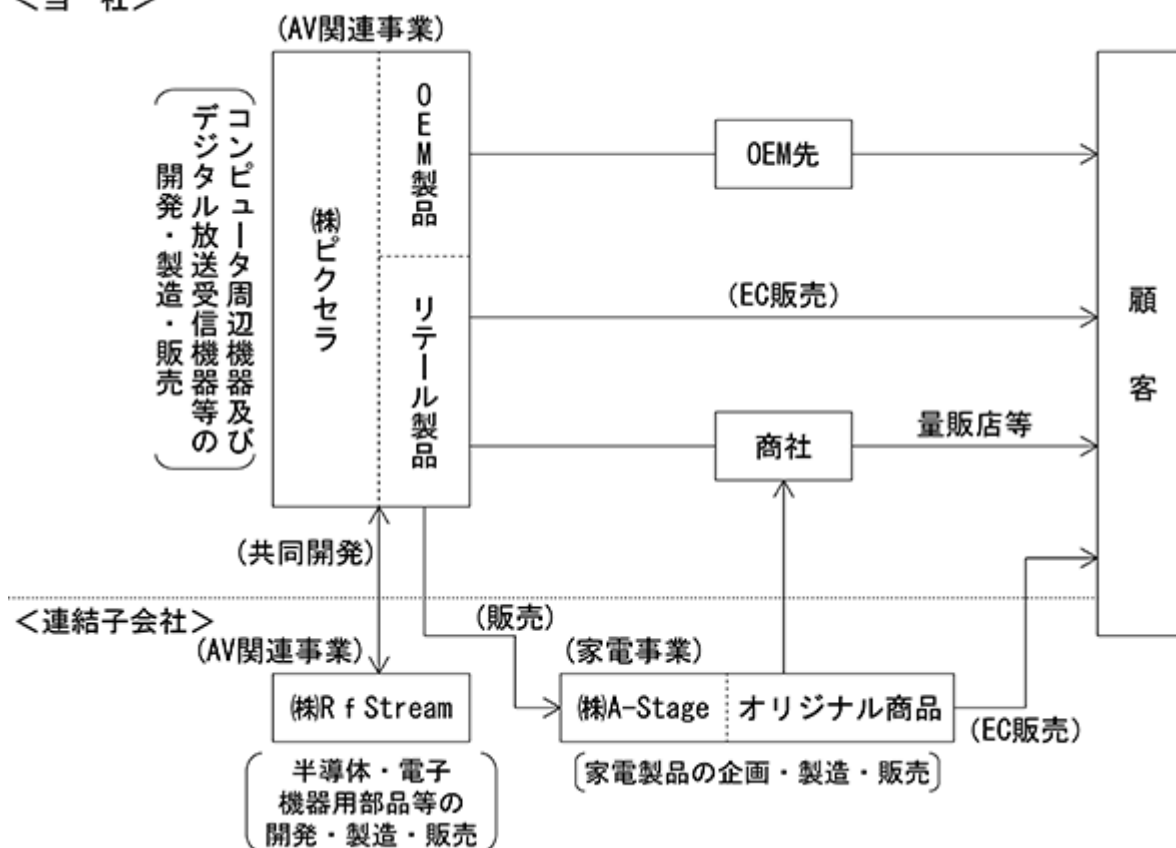 ＜当　社＞
(AV関連事業)
コンピュータ周辺機器及び
デジタル放送受信機器等の
開発・製造・販売
㈱ピクセラ
OEM製品
リテール製品
OEM先
(EC販売)
商社
量販店等
顧客
(共同開発)
＜連結子会社＞
(販売)
(AV関連事業)
㈱RｆStream
半導体・電子
機器用部品等の
開発・製造・販売
(家電事業)
㈱A-Stage
オリジナル商品
(EC販売)
家電製品の企画・製造・販売